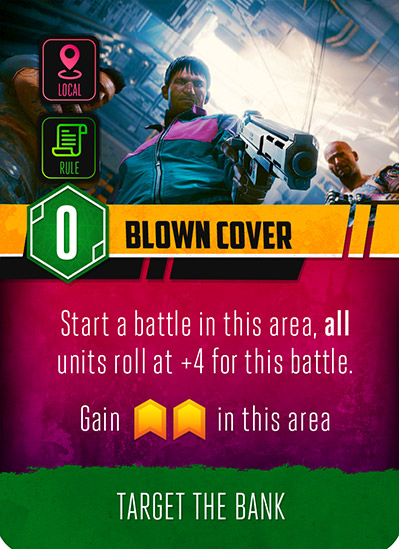 LOCAL
RULE
0
BLOWN COVER
Start a battle in this area, all
units roll at +4 for this battle.
Gain in this area
TARGET THE BANK